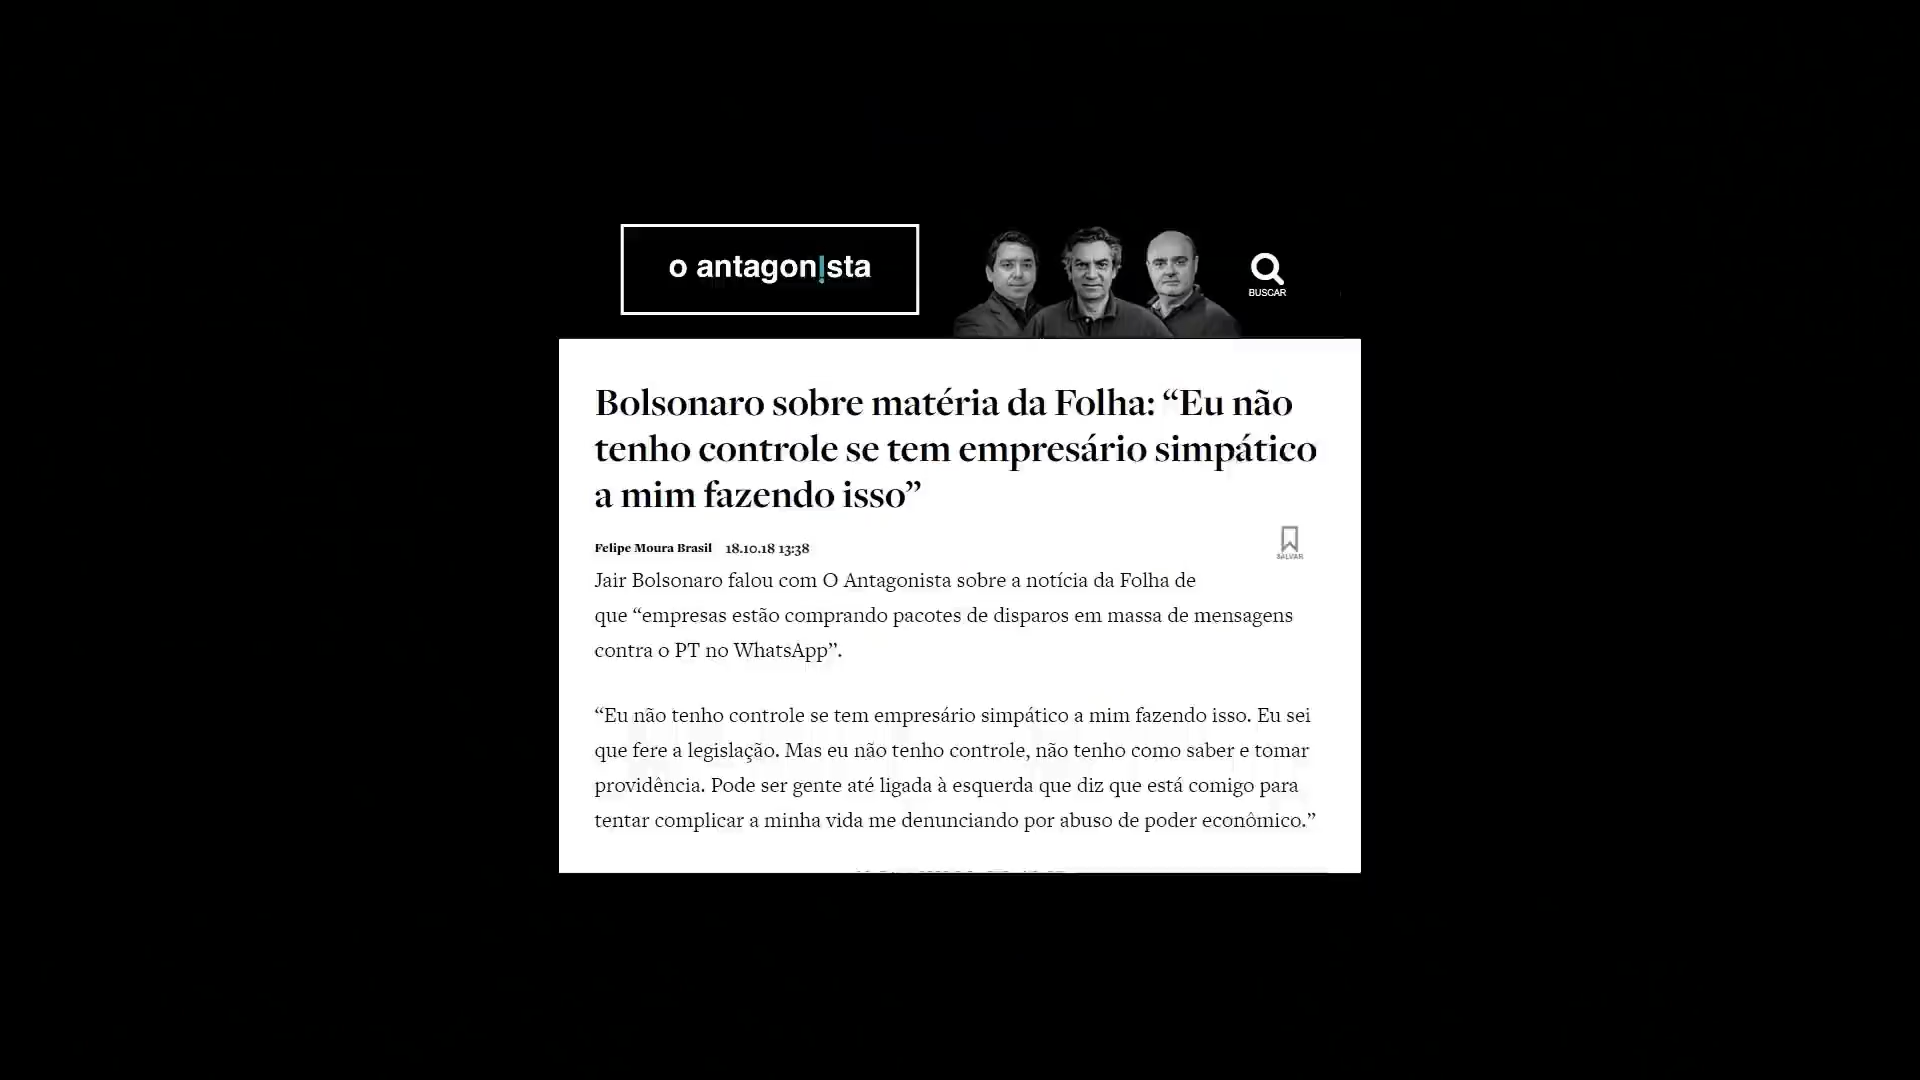 o antagonista
BUSCAR
Bolsonaro sobre matéria da Folha: “Eu não
tenho controle se tem empresário simpático
a mim fazendo isso”
Felipe Moura Brasil 18.10.18 13:38
SALVAR
Jair Bolsonaro falou com O Antagonista sobre a notícia da Folha de
que “empresas estão comprando pacotes de disparos em massa de mensagens
contra o PT no WhatsApp”.
“Eu não tenho controle se tem empresário simpático a mim fazendo isso. Eu sei
que fere a legislação. Mas eu não tenho controle, não tenho como saber e tomar
providência. Pode ser gente até ligada à esquerda que diz que está comigo para
tentar complicar a minha vida me denunciando por abuso de poder econômico.”